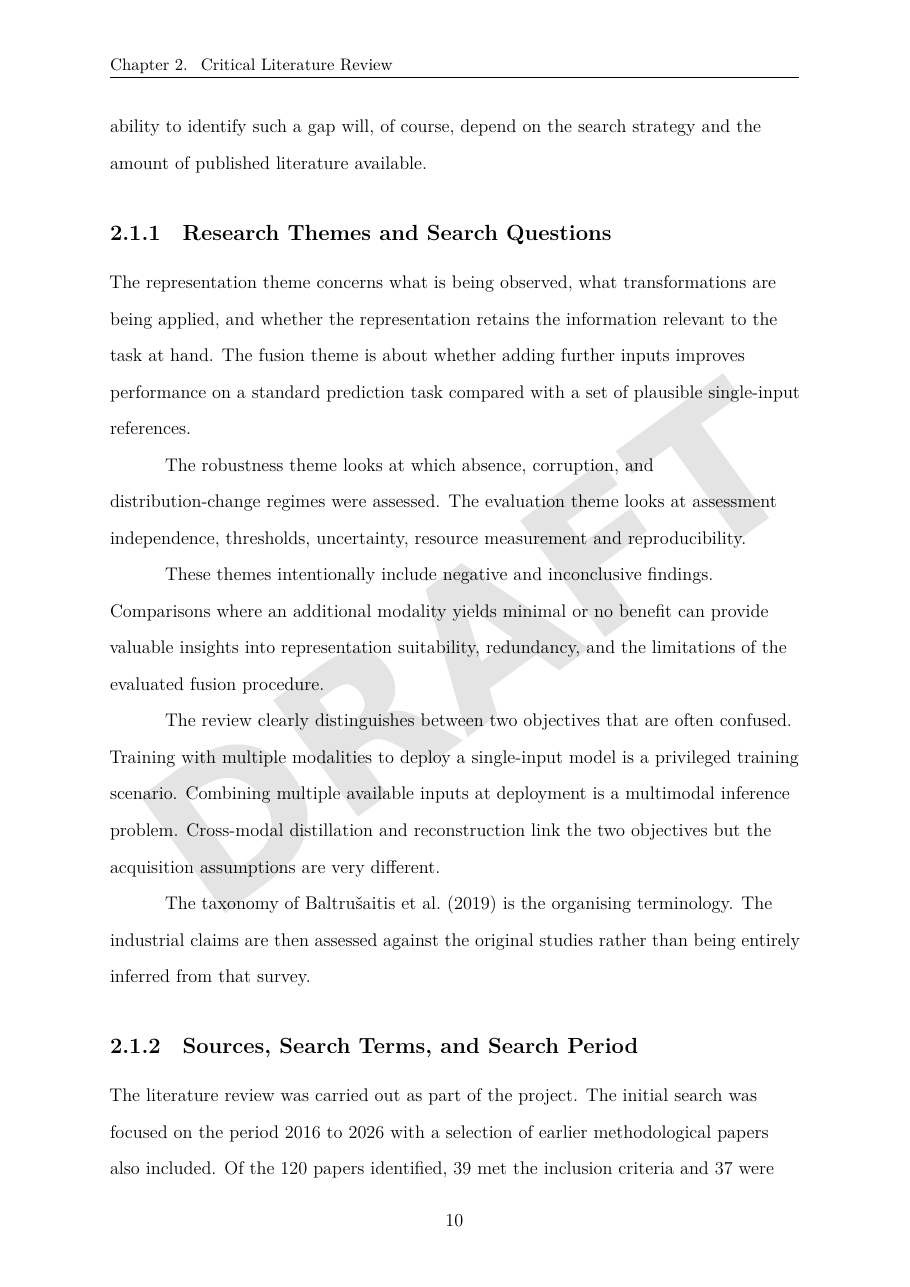 Chapter 2. Critical Literature Review
ability to identify such a gap will, of course, depend on the search strategy and the
amount of published literature available.
2.1.1 Research Themes and Search Questions
The representation theme concerns what is being observed, what transformations are
being applied, and whether the representation retains the information relevant to the
task at hand. The fusion theme is about whether adding further inputs improves
performance on a standard prediction task compared with a set of plausible single-input
references.
The robustness theme looks at which absence, corruption, and
distribution-change regimes were assessed. The evaluation theme looks at assessment
independence, thresholds, uncertainty, resource measurement and reproducibility.
These themes intentionally include negative and inconclusive findings.
Comparisons where an additional modality yields minimal or no benefit can provide
valuable insights into representation suitability, redundancy, and the limitations of the
evaluated fusion procedure.
The review clearly distinguishes between two objectives that are often confused.
Training with multiple modalities to deploy a single-input model is a privileged training
scenario. Combining multiple available inputs at deployment is a multimodal inference
problem. Cross-modal distillation and reconstruction link the two objectives but the
acquisition assumptions are very different.
The taxonomy of Baltrušaitis et al. (2019) is the organising terminology. The
industrial claims are then assessed against the original studies rather than being entirely
inferred from that survey.
2.1.2 Sources, Search Terms, and Search Period
The literature review was carried out as part of the project. The initial search was
focused on the period 2016 to 2026 with a selection of earlier methodological papers
also included. Of the 120 papers identified, 39 met the inclusion criteria and 37 were
10
DRAFT